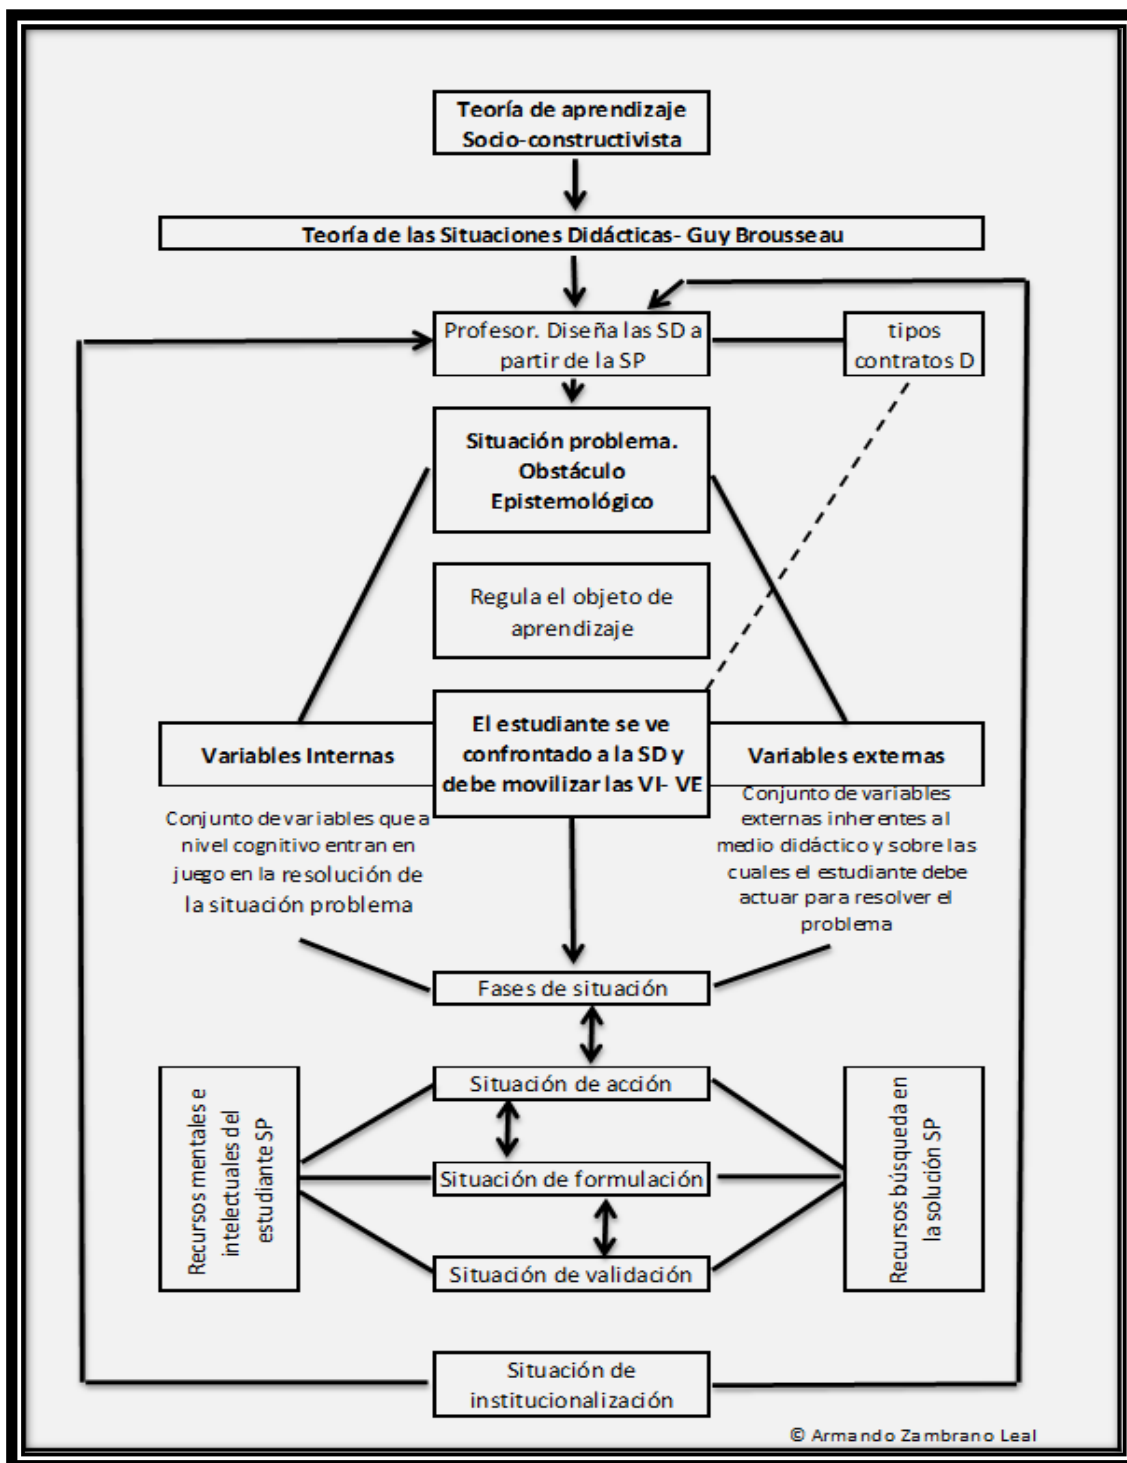 Teoría de aprendizaje
Socio-constructivista
Teoría de las Situaciones Didácticas- Guy Brousseau
Profesor. Diseña las SD a
partir de la SP
tipos
contratos D
Situación problema.
Obstáculo
Epistemológico
Regula el objeto de
aprendizaje
Variables Internas
El estudiante se ve
confrontado a la SD y
debe movilizar las VI- VE
Variables externas
Conjunto de variables que a
nivel cognitivo entran en
juego en la resolución de
la situación problema
Conjunto de variables
externas inherentes al
medio didáctico y sobre las
cuales el estudiante debe
actuar para resolver el
problema
Fases de situación
Situación de acción
Recursos mentales e
intelectuales del
estudiante SP
Situación de formulación
Recursos búsqueda en
la solución SP
Situación de validación
Situación de
institucionalización
© Armando Zambrano Leal